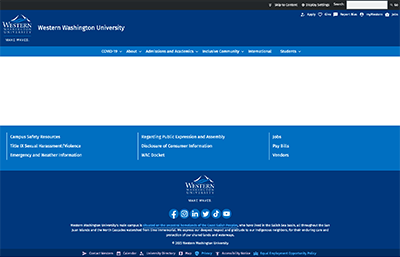 Skip to Content Display Settings Search:
Apply Give Report Bias myWestern Jobs
WESTERN
WASHINGTON
UNIVERSITY
MAKE WAVES.
Western Washington University
COVID-19 About Admissions and Academics Inclusive Community International Students
Campus Safety Resources
Title IX Sexual Harassment/Violence
Emergency and Weather Information
Regarding Public Expression and Assembly
Disclosure of Consumer Information
WAC Docket
Jobs
Pay Bills
Vendors
WESTERN
WASHINGTON
UNIVERSITY
MAKE WAVES.
Western Washington University's main campus is situated on the ancestral homelands of the Coast Salish Peoples, who have lived in the Salish Sea basin, all throughout the San
Juan Islands and the North Cascades watershed from time immemorial. We express our deepest respect and gratitude to our Indigenous neighbors, for their enduring care and
protection of our shared lands and waterways.
© 2022 Western Washington University
Contact Western Calendar University Directory Map Privacy Accessibility Notice Equal Employment Opportunity Policy